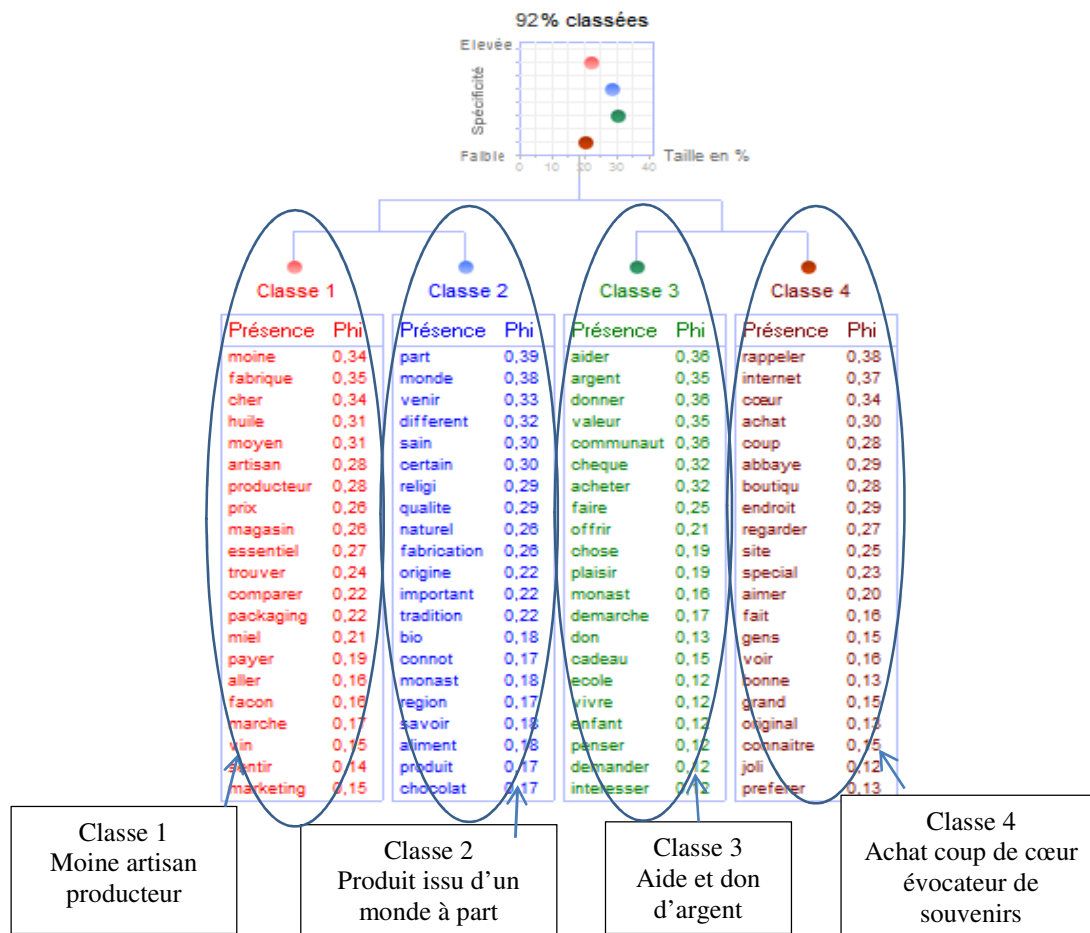 92% classées
Elevée
Spécificité
Faible
0 10 20 30 40
Taille en %
Classe 1 Classe 2 Classe 3 Classe 4
Présence Phi Présence Phi Présence Phi Présence Phi
moine 0,34 part 0,39 aider 0,36 rappeler 0,38
fabrique 0,35 monde 0,38 argent 0,35 internet 0,37
cher 0,34 venir 0,33 donner 0,36 cœur 0,34
huile 0,31 different 0,32 valeur 0,35 achat 0,30
moyen 0,31 sain 0,30 communaut 0,36 coup 0,28
artisan 0,28 certain 0,30 cheque 0,32 abbaye 0,29
producteur 0,28 religi 0,29 acheter 0,32 boutiqu 0,28
prix 0,26 qualite 0,29 faire 0,25 endroit 0,29
magasin 0,26 naturel 0,26 offrir 0,21 regarder 0,27
essentiel 0,27 fabrication 0,26 chose 0,19 site 0,25
trouver 0,24 origine 0,22 plaisir 0,19 special 0,23
comparer 0,22 important 0,22 monast 0,16 aimer 0,20
packaging 0,22 tradition 0,22 demarche 0,17 fait 0,16
miel 0,21 bio 0,18 don 0,13 gens 0,15
payer 0,19 connot 0,17 cadeau 0,15 voir 0,16
aller 0,16 monast 0,18 ecole 0,12 bonne 0,13
facon 0,16 region 0,17 vivre 0,12 grand 0,15
marche 0,17 savoir 0,18 enfant 0,12 original 0,13
vin 0,15 aliment 0,18 penser 0,12 connaitre 0,15
sentir 0,14 produit 0,17 demander 0,12 joli 0,12
marketing 0,15 chocolat 0,17 interesser 0,12 preferer 0,13
Classe 1
Moine artisan
producteur
Classe 2
Produit issu d'un
monde à part
Classe 3
Aide et don
d'argent
Classe 4
Achat coup de cœur
évocateur de
souvenirs